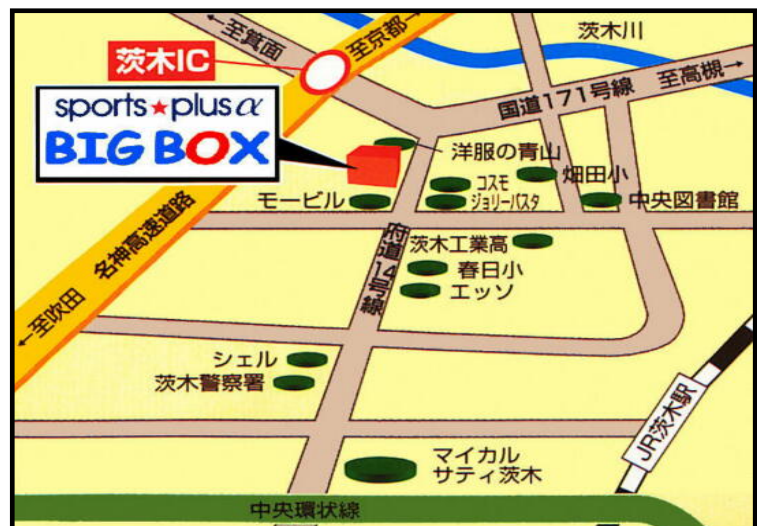 ←至箕面
至京都→
茨木川
茨木IC
国道171号線
至高槻→
sports★plusα
BIG BOX
洋服の青山
コスモ
畑田小
モービル
ジョリーパスタ
中央図書館
名神高速道路
府道14号線
茨木工業高
春日小
エッソ
←至吹田
シェル
茨木警察署
JR茨木駅
マイカル
サティ茨木
中央環状線